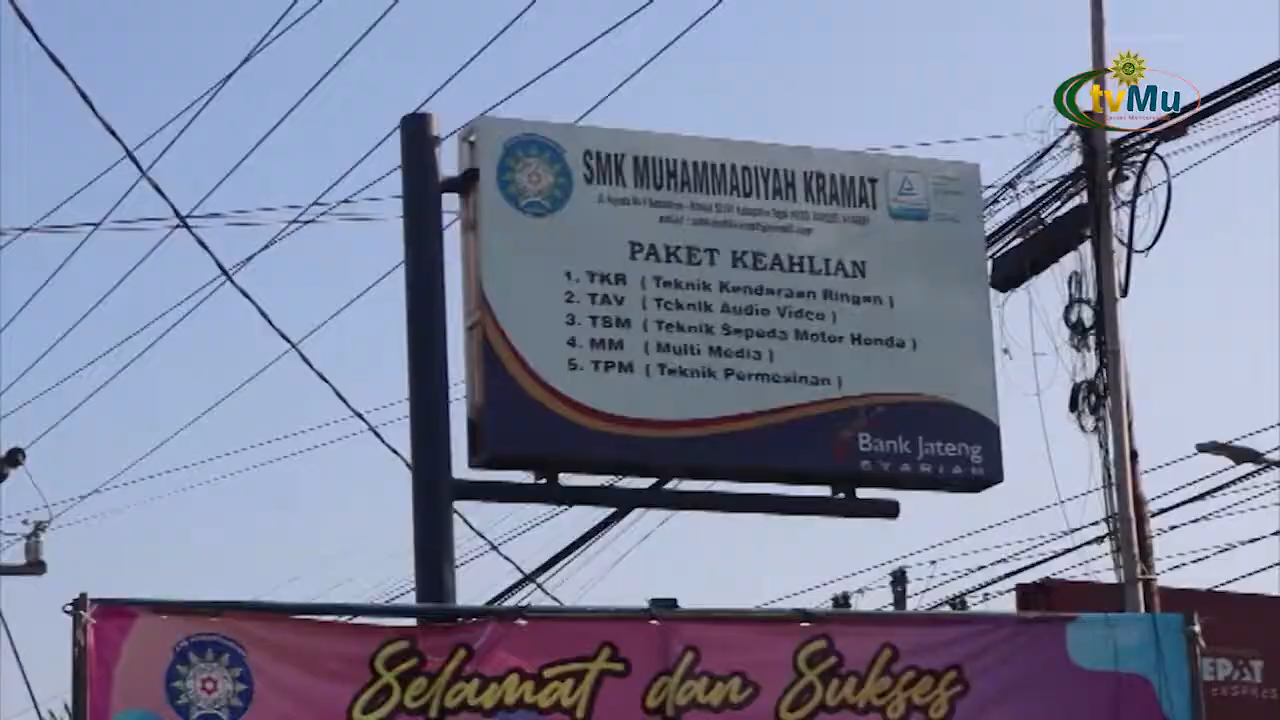 tvMu
SMK MUHAMMADIYAH KRAMAT
PAKET KEAHLIAN
1. TKR ( Teknik Kendaraan Ringan )
2. TAV ( Teknik Audio Video )
3. TSM ( Teknik Sepeda Motor Honda )
4. MM ( Multi Media )
5. TPM ( Teknik Permesinan )
Bank Jateng
SYARIAH
Selamat dan Sukses